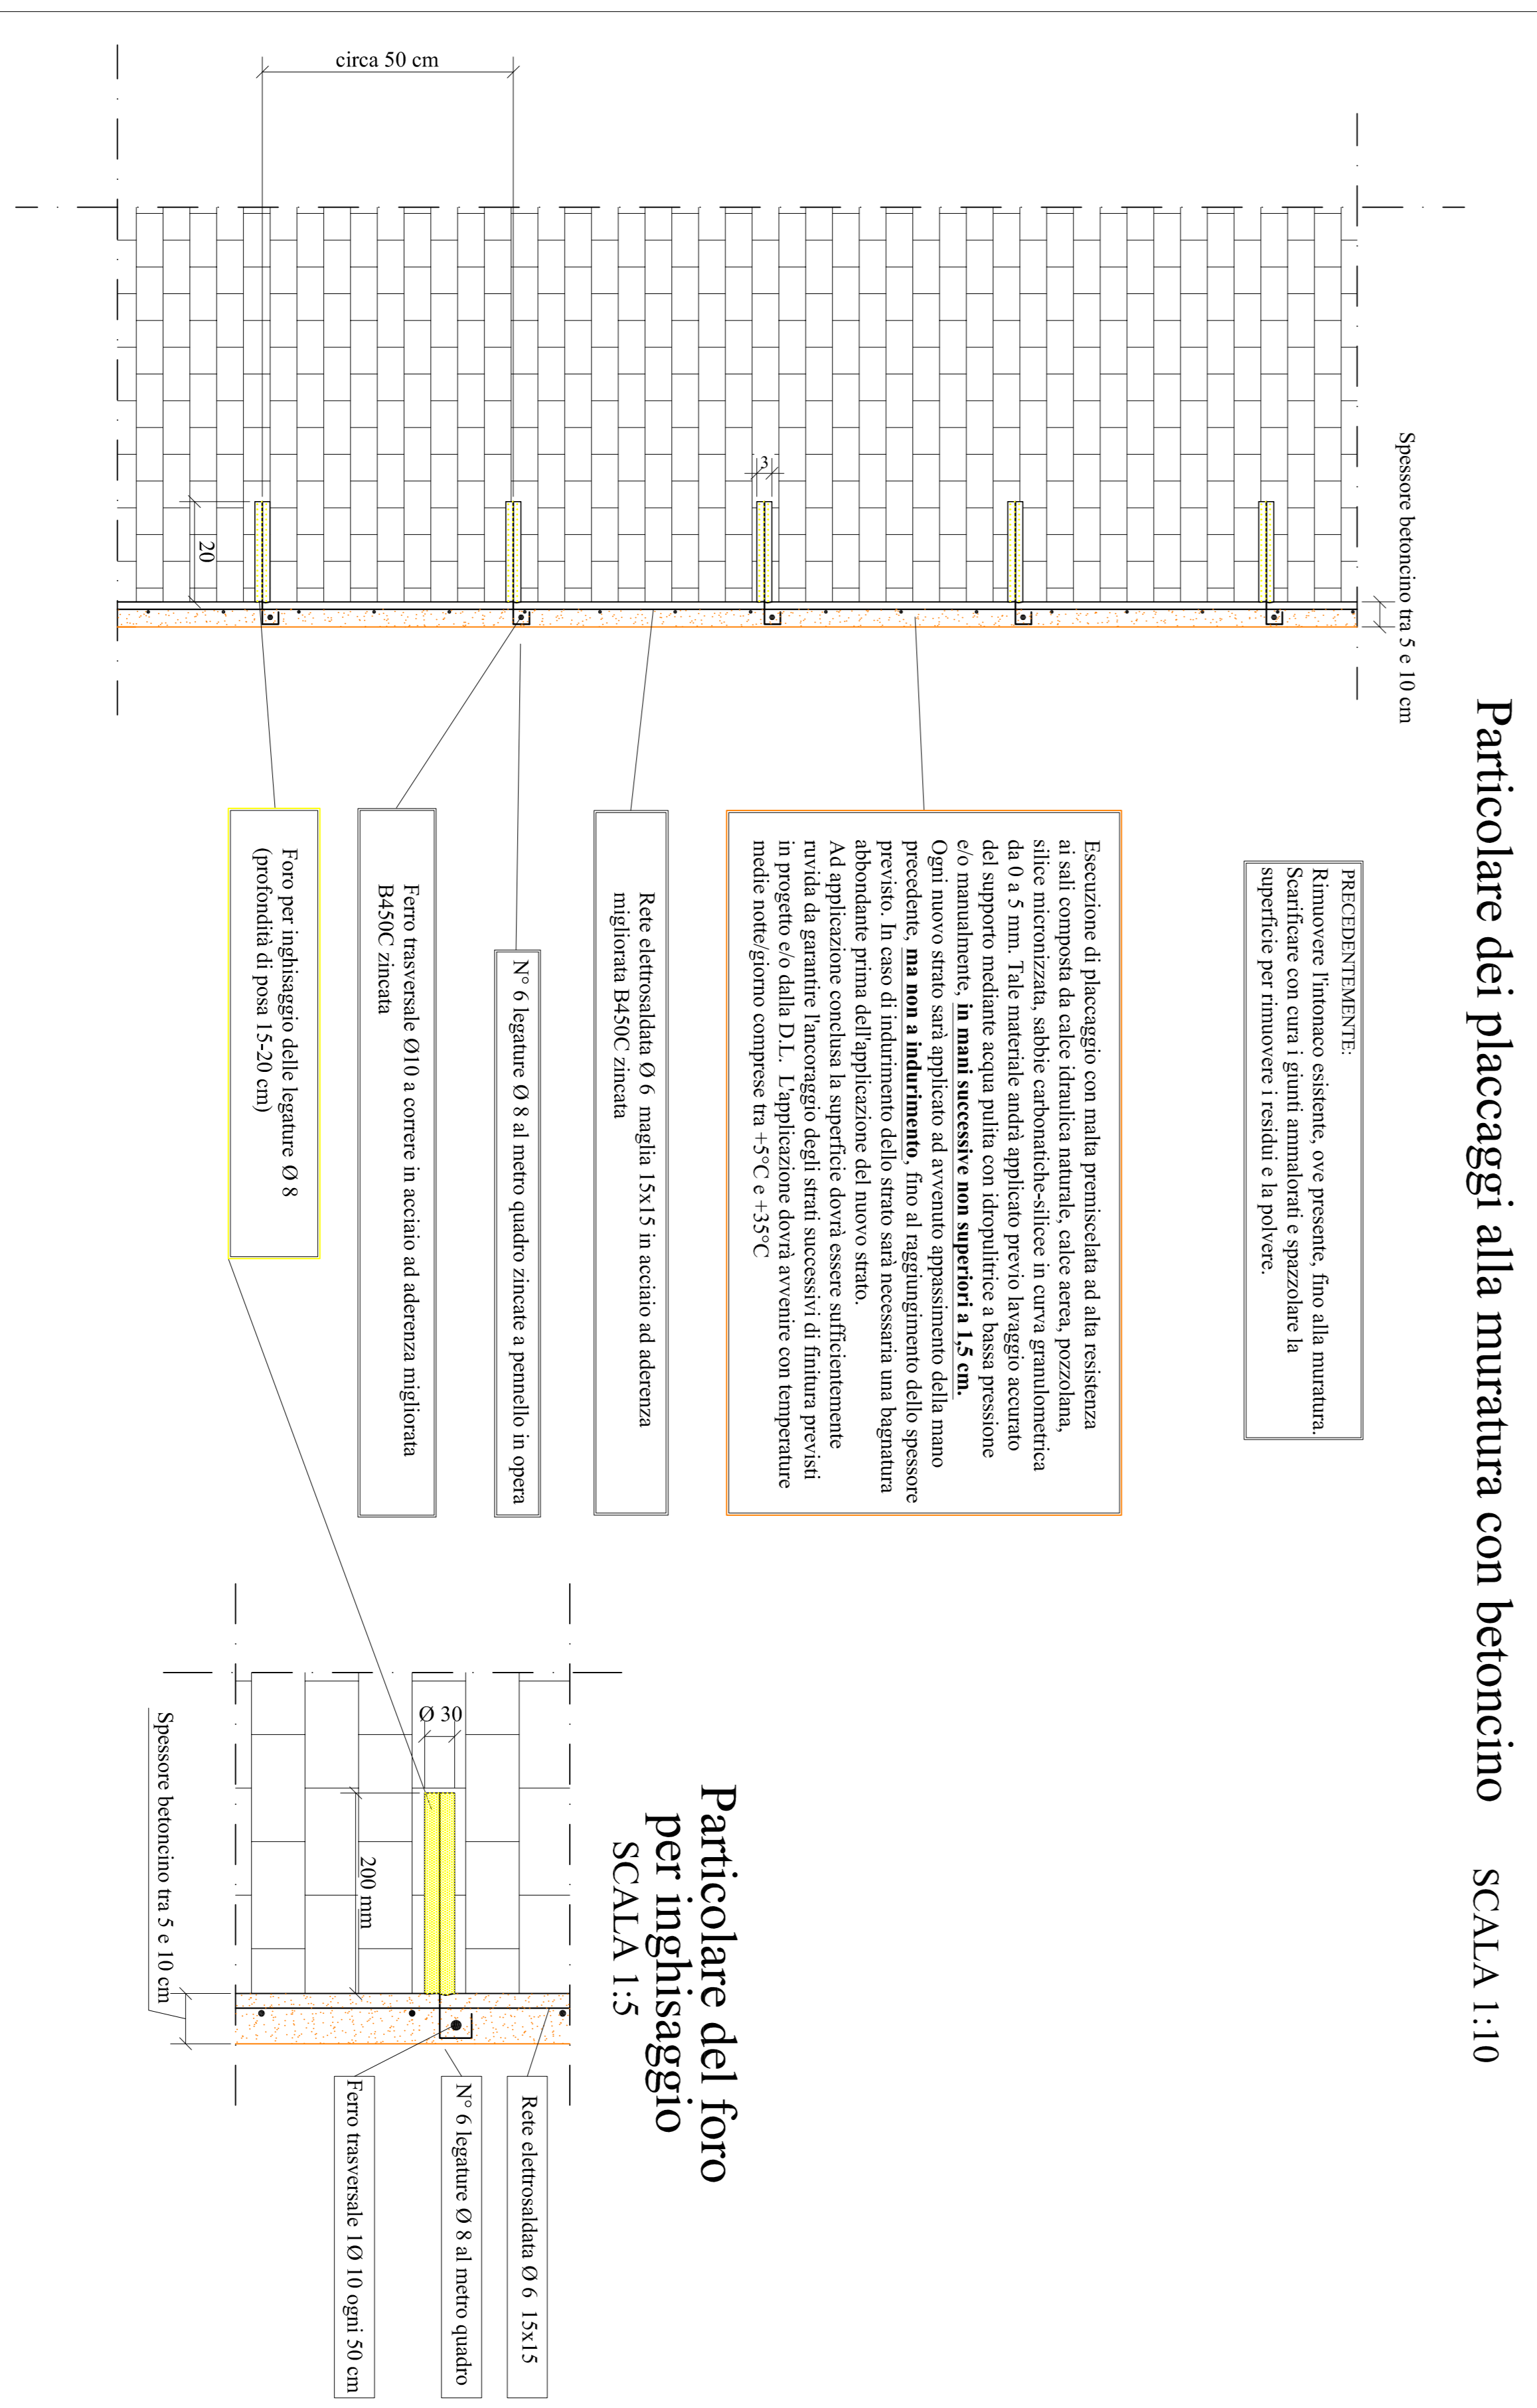 Particolare dei placcaggi alla muratura con betoncino SCALA 1:10
Spessore betoncino tra 5 e 10 cm
circa 50 cm
3
20
PRECEDENTEMENTE:
Rimuovere l'intonaco esistente, ove presente, fino alla muratura.
Scarificare con cura i giunti ammalorati e spazzolare la
superficie per rimuovere i residui e la polvere.
Esecuzione di placcaggio con malta premiscelata ad alta resistenza
ai sali composta da calce idraulica naturale, calce aerea, pozzolana,
silice micronizzata, sabbie carbonatiche-silicee in curva granulometrica
da 0 a 5 mm. Tale materiale andrà applicato previo lavaggio accurato
del supporto mediante acqua pulita con idropulitrice a bassa pressione
e/o manualmente, in mani successive non superiori a 1,5 cm.
Ogni nuovo strato sarà applicato ad avvenuto appassimento della mano
precedente, ma non a indurimento, fino al raggiungimento dello spessore
previsto. In caso di indurimento dello strato sarà necessaria una bagnatura
abbondante prima dell'applicazione del nuovo strato.
Ad applicazione conclusa la superficie dovrà essere sufficientemente
ruvida da garantire l'ancoraggio degli strati successivi di finitura previsti
in progetto e/o dalla D.L. L'applicazione dovrà avvenire con temperature
medie notte/giorno comprese tra +5°C e +35°C
Rete elettrosaldata Ø 6 maglia 15x15 in acciaio ad aderenza
migliorata B450C zincata
N° 6 legature Ø 8 al metro quadro zincate a pennello in opera
Ferro trasversale Ø10 a correre in acciaio ad aderenza migliorata
B450C zincata
Foro per inghisaggio delle legature Ø 8
(profondità di posa 15-20 cm)
Particolare del foro
per inghisaggio
SCALA 1:5
Ø 30
200 mm
Spessore betoncino tra 5 e 10 cm
Rete elettrosaldata Ø 6 15x15
N° 6 legature Ø 8 al metro quadro
Ferro trasversale 1Ø 10 ogni 50 cm